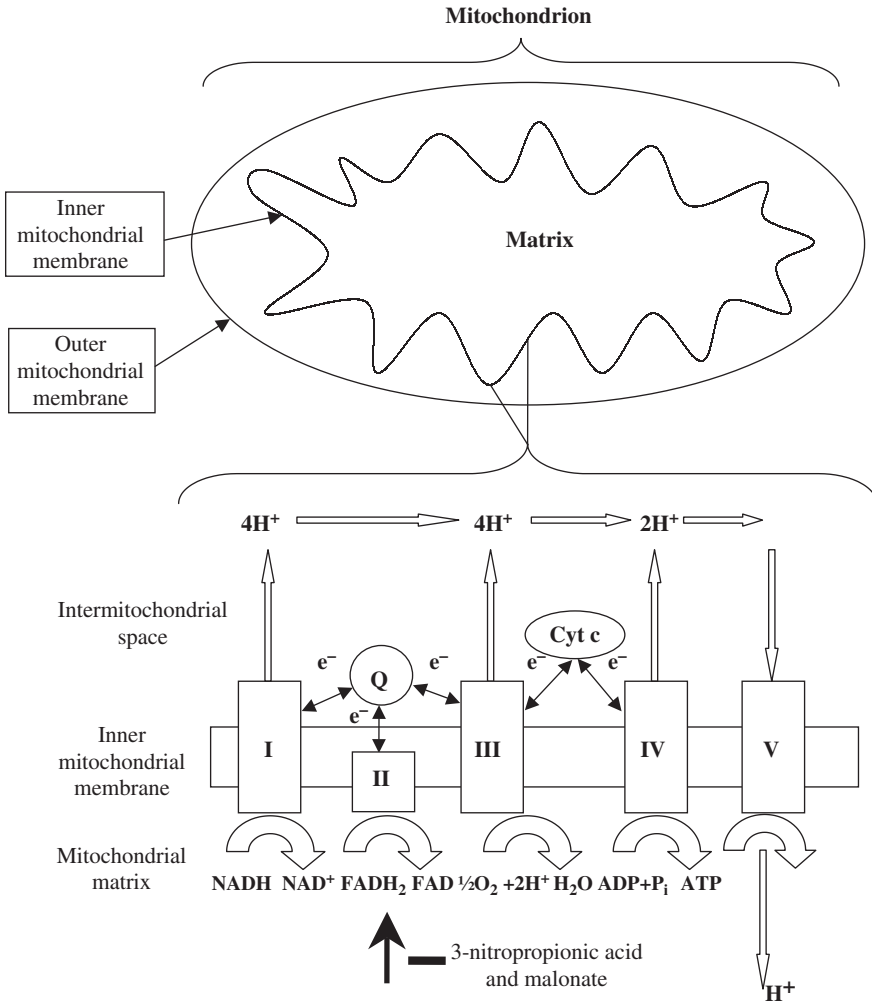 Mitochondrion
Inner
mitochondrial
membrane
Matrix
Outer
mitochondrial
membrane
4H⁺ 4H⁺ 2H⁺
Intermitochondrial
space
Cyt c
e⁻ e⁻ e⁻ e⁻
Q
e⁻
Inner
mitochondrial
membrane
I II III IV V
Mitochondrial
matrix
NADH NAD⁺ FADH₂ FAD ½O₂ +2H⁺ H₂O ADP+Pᵢ ATP
3-nitropropionic acid
and malonate
H⁺